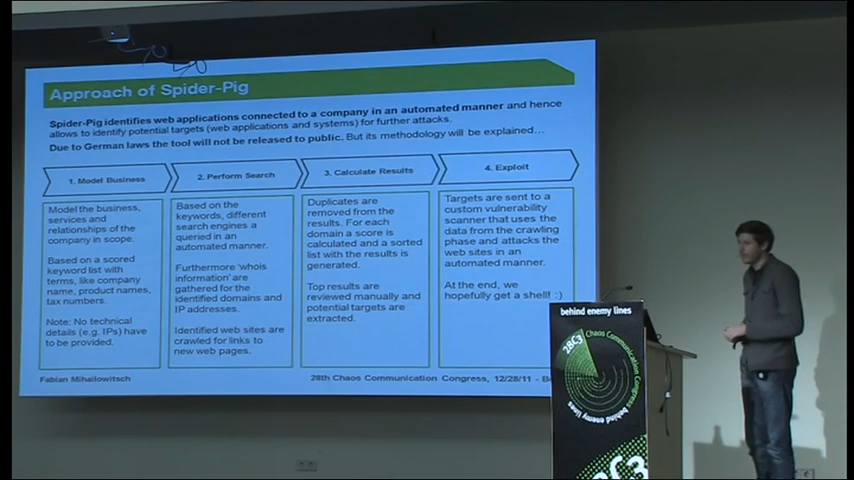 Approach of Spider-Pig
Spider-Pig identifies web applications connected to a company in an automated manner and hence
allows to identify potential targets (web applications and systems) for further attacks.
Due to German laws the tool will not be released to public. But its methodology will be explained…
1. Model Business
2. Perform Search
3. Calculate Results
4. Exploit
Model the business,
services and
relationships of the
company in scope.
Based on a scored
keyword list with
terms, like company
name, product names,
tax numbers.
Note: No technical
details (e.g. IPs) have
to be provided.
Based on the
keywords, different
search engines a
queried in an
automated manner.
Furthermore 'whois
information' are
gathered for the
identified domains and
IP addresses.
Identified web sites are
crawled for links to
new web pages.
Duplicates are
removed from the
results. For each
domain a score is
calculated and a sorted
list with the results is
generated.
Top results are
reviewed manually and
potential targets are
extracted.
Targets are sent to a
custom vulnerability
scanner that uses the
data from the crawling
phase and attacks the
web sites in an
automated manner.
At the end, we
hopefully get a shell! :)
Fabian Mihailowitsch
28th Chaos Communication Congress, 12/28/11 - Be
behind enemy lines
28C3
Chaos Communication Congress
behind enemy lines
28C3